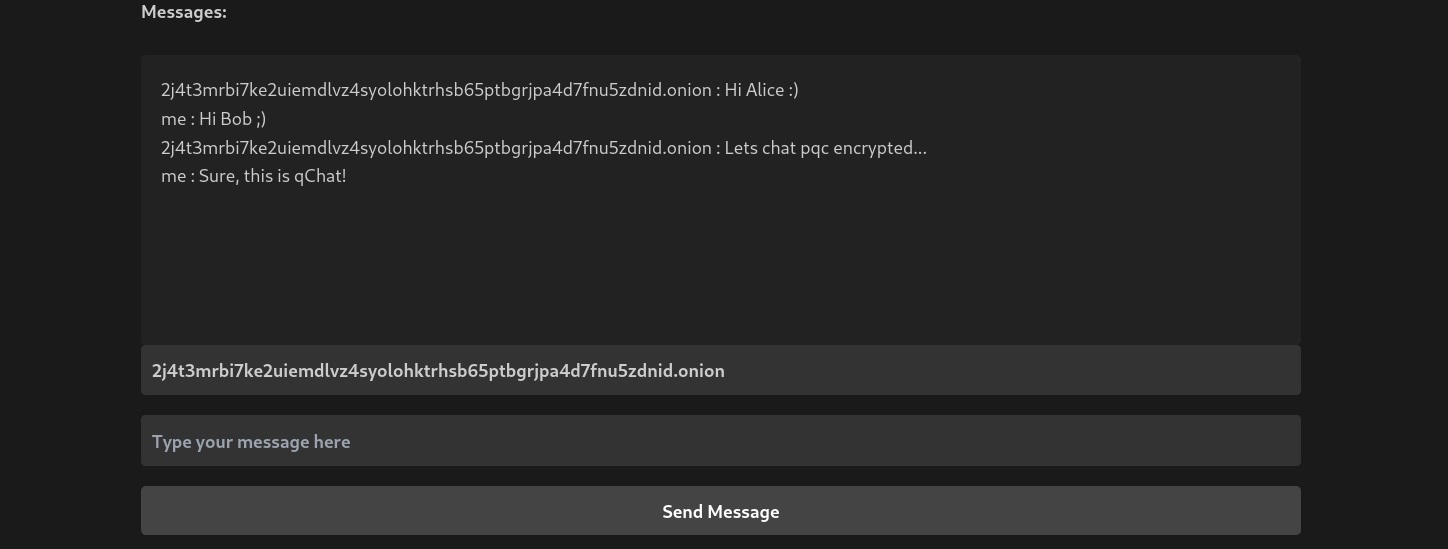 Messages:
2j4t3mrbi7ke2uiemdlvz4syolohktrhsb65ptbgrjpa4d7fnu5zdnid.onion : Hi Alice :)
me : Hi Bob ;)
2j4t3mrbi7ke2uiemdlvz4syolohktrhsb65ptbgrjpa4d7fnu5zdnid.onion : Lets chat pqc encrypted...
me : Sure, this is qChat!
2j4t3mrbi7ke2uiemdlvz4syolohktrhsb65ptbgrjpa4d7fnu5zdnid.onion
Type your message here
Send Message